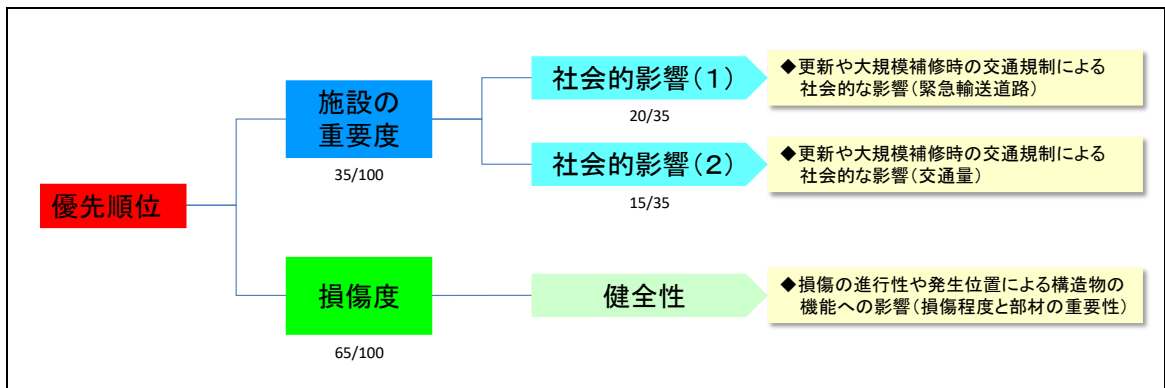 優先順位
施設の
重要度
35/100
社会的影響(1)
20/35
◆更新や大規模補修時の交通規制による
社会的な影響(緊急輸送道路)
社会的影響(2)
15/35
◆更新や大規模補修時の交通規制による
社会的な影響(交通量)
損傷度
65/100
健全性
◆損傷の進行性や発生位置による構造物の
機能への影響(損傷程度と部材の重要性)